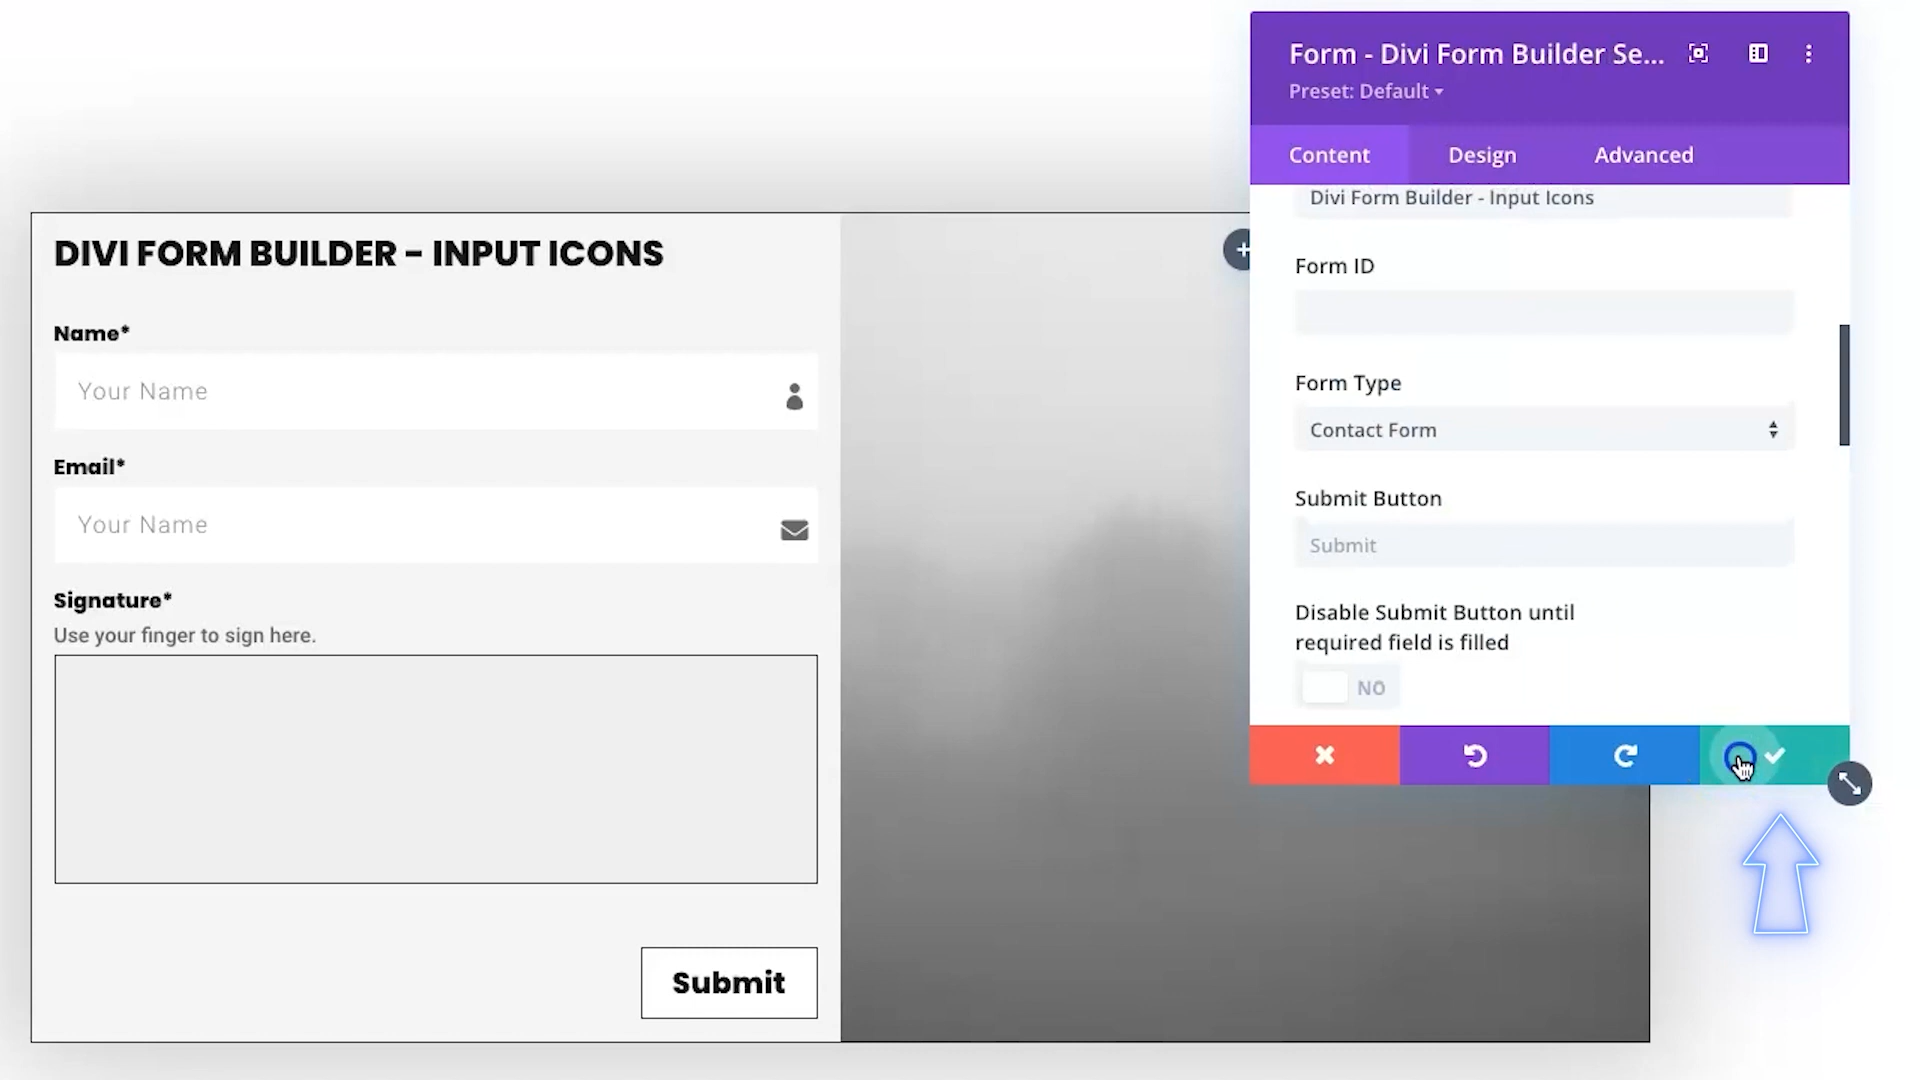 DIVI FORM BUILDER - INPUT ICONS
Name*
Your Name
Email*
Your Name
Signature*
Use your finger to sign here.
Submit
Form - Divi Form Builder Se...
Preset: Default
Content
Design
Advanced
Divi Form Builder - Input Icons
Form ID
Form Type
Contact Form
Submit Button
Submit
Disable Submit Button until
required field is filled
NO